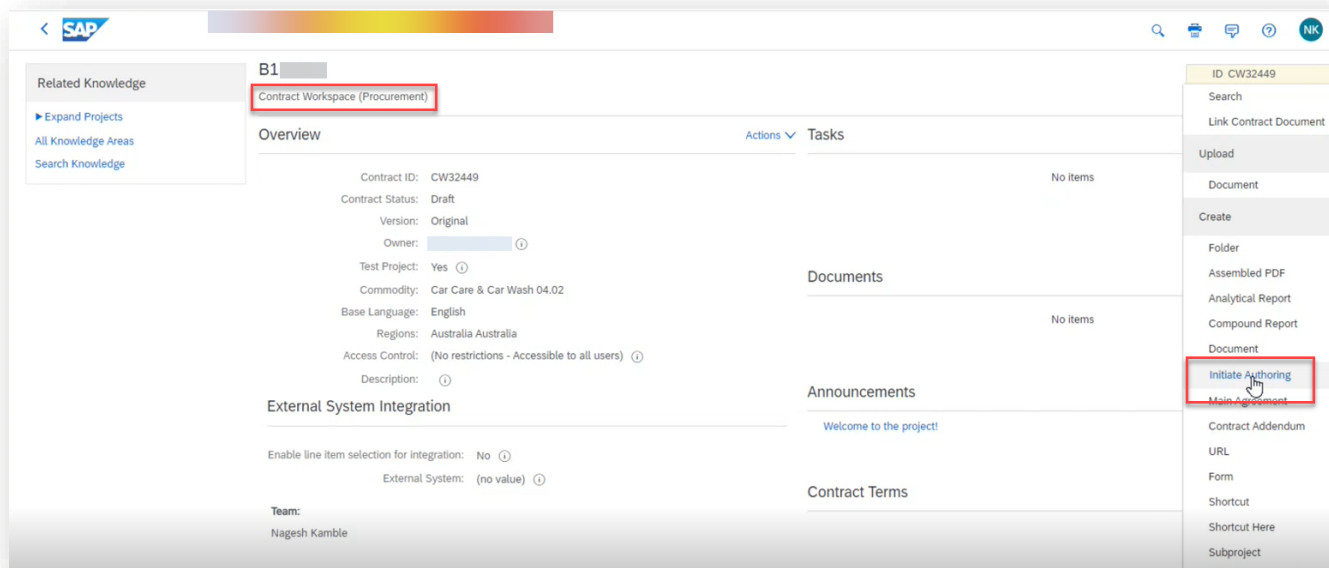 SAP
NK
Related Knowledge
Expand Projects
All Knowledge Areas
Search Knowledge
B1
Contract Workspace (Procurement)
Overview
Actions
Contract ID: CW32449
Contract Status: Draft
Version: Original
Owner:
Test Project: Yes
Commodity: Car Care & Car Wash 04.02
Base Language: English
Regions: Australia Australia
Access Control: (No restrictions - Accessible to all users)
Description:
External System Integration
Enable line item selection for integration: No
External System: (no value)
Team:
Nagesh Kamble
Tasks
No items
Documents
No items
Announcements
Welcome to the project!
Contract Terms
ID CW32449
Search
Link Contract Document
Upload
Document
Create
Folder
Assembled PDF
Analytical Report
Compound Report
Document
Initiate Authoring
Main Agreement
Contract Addendum
URL
Form
Shortcut
Shortcut Here
Subproject